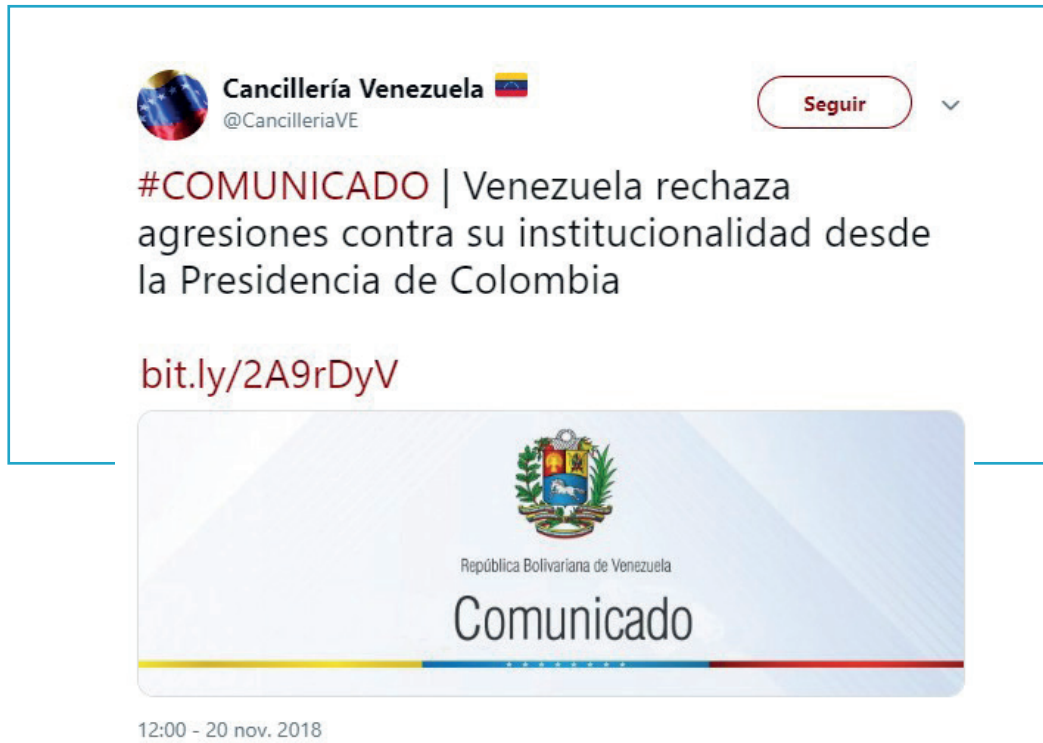 Cancillería Venezuela
@CancilleriaVE
Seguir
#COMUNICADO | Venezuela rechaza
agresiones contra su institucionalidad desde
la Presidencia de Colombia
bit.ly/2A9rDyV
República Bolivariana de Venezuela
Comunicado
12:00 - 20 nov. 2018